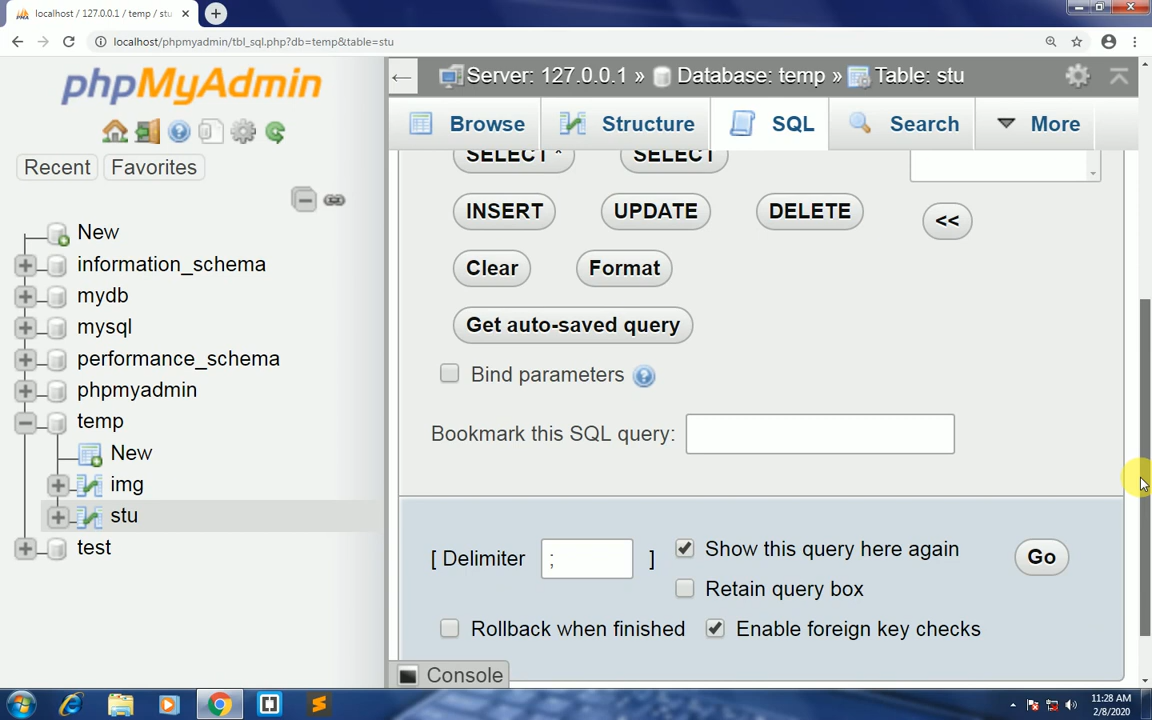 localhost / 127.0.0.1 / temp / stu
localhost/phpmyadmin/tbl_sql.php?db=temp&table=stu
phpMyAdmin
Recent
Favorites
New
information_schema
mydb
mysql
performance_schema
phpmyadmin
temp
New
img
stu
test
Server: 127.0.0.1 » Database: temp » Table: stu
Browse
Structure
SQL
Search
More
SELECT *
SELECT
INSERT
UPDATE
DELETE
<<
Clear
Format
Get auto-saved query
Bind parameters
Bookmark this SQL query:
[ Delimiter ; ]
Show this query here again
Retain query box
Go
Rollback when finished
Enable foreign key checks
Console
11:28 AM
2/8/2020